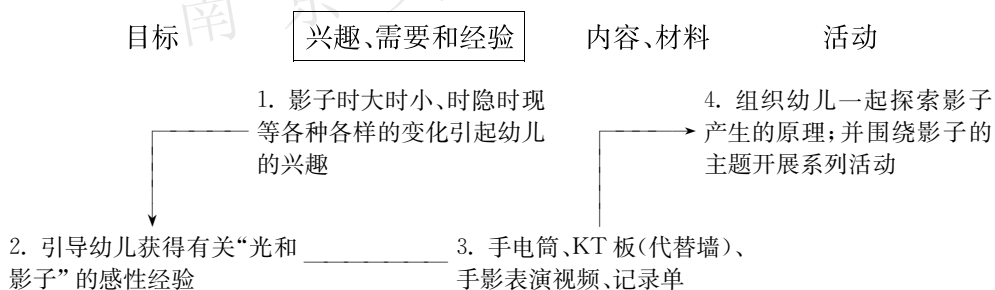 南京
目标 兴趣、需要和经验 内容、材料 活动
1. 影子时大时小、时隐时现
等各种各样的变化引起幼儿
的兴趣
4. 组织幼儿一起探索影子
产生的原理;并围绕影子的
主题开展系列活动
2. 引导幼儿获得有关“光和
影子”的感性经验
3. 手电筒、KT板(代替墙)、
手影表演视频、记录单